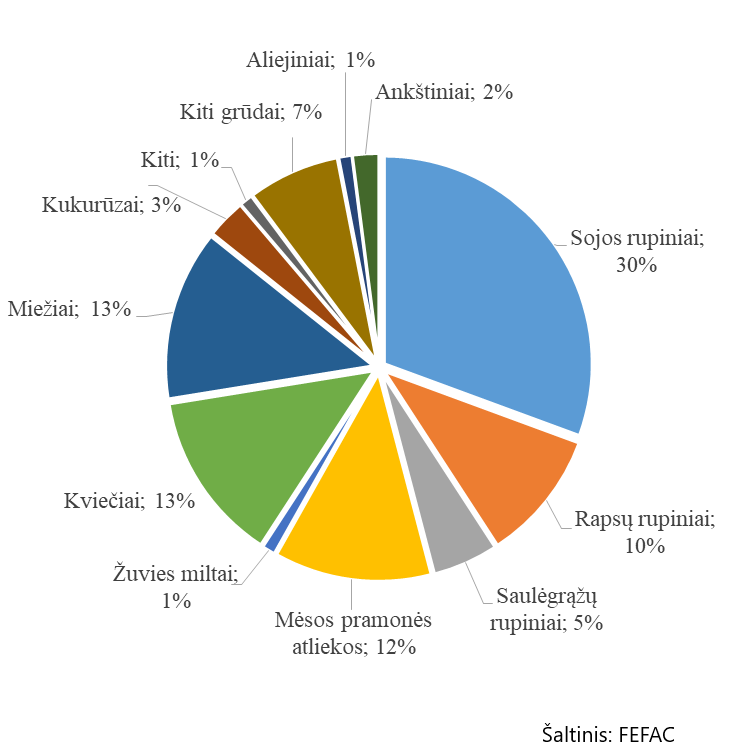 Aliejiniai; 1%
Ankštiniai; 2%
Kiti grūdai; 7%
Kiti; 1%
Kukurūzai; 3%
Sojos rupiniai;
30%
Miežiai; 13%
Kviečiai; 13%
Rapsų rupiniai;
10%
Žuvies miltai;
1%
Saulėgrąžų
rupiniai; 5%
Mėsos pramonės
atliekos; 12%
Šaltinis: FEFAC